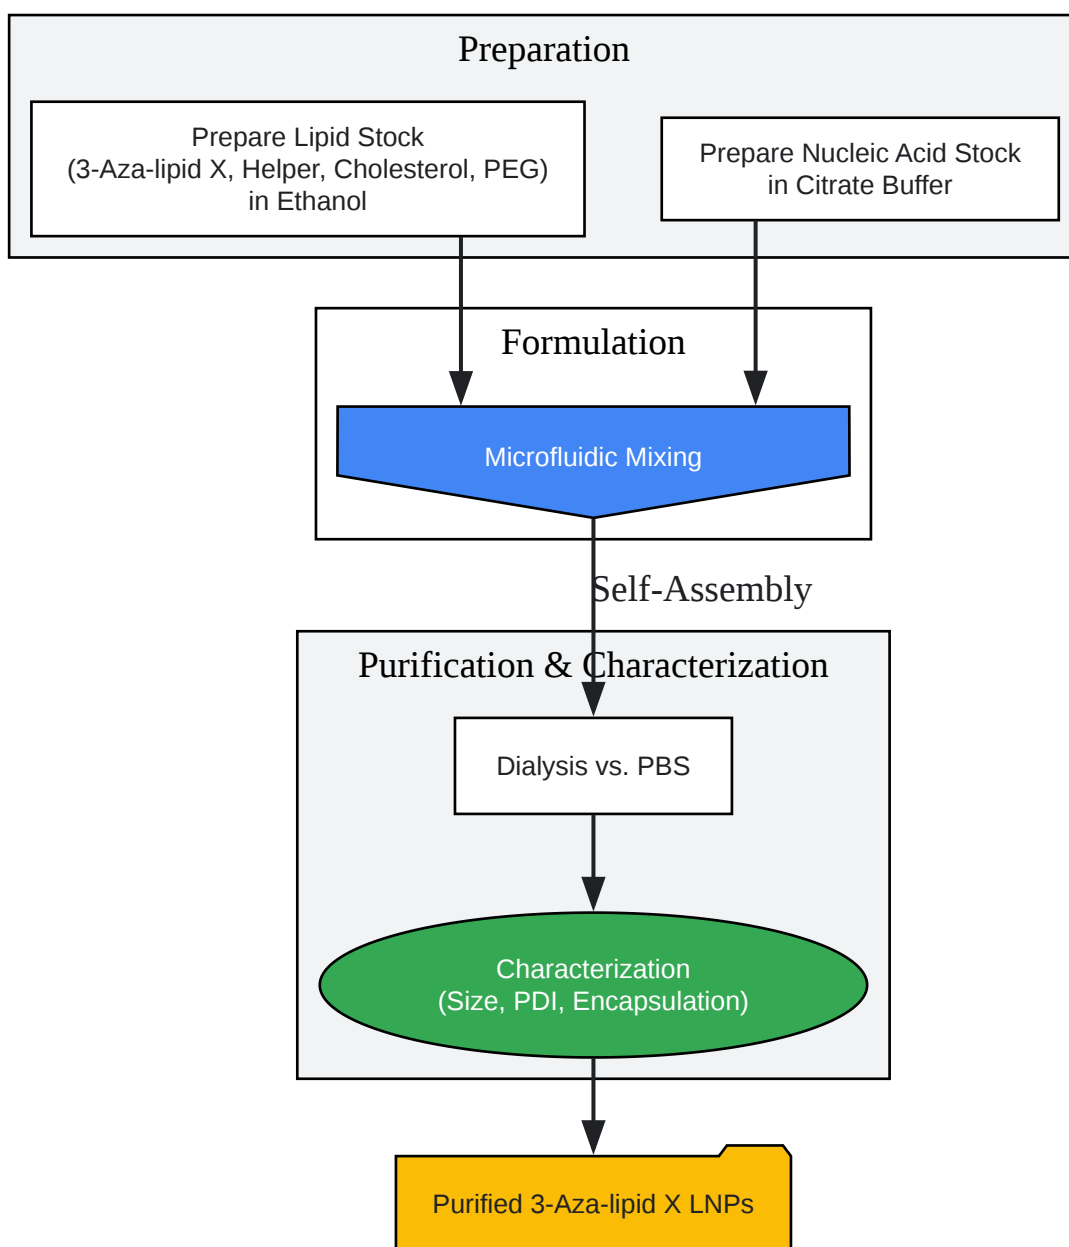 Preparation
Prepare Lipid Stock
(3-Aza-lipid X, Helper, Cholesterol, PEG)
in Ethanol
Prepare Nucleic Acid Stock
in Citrate Buffer
Formulation
Microfluidic Mixing
Self-Assembly
Purification & Characterization
Dialysis vs. PBS
Characterization
(Size, PDI, Encapsulation)
Purified 3-Aza-lipid X LNPs